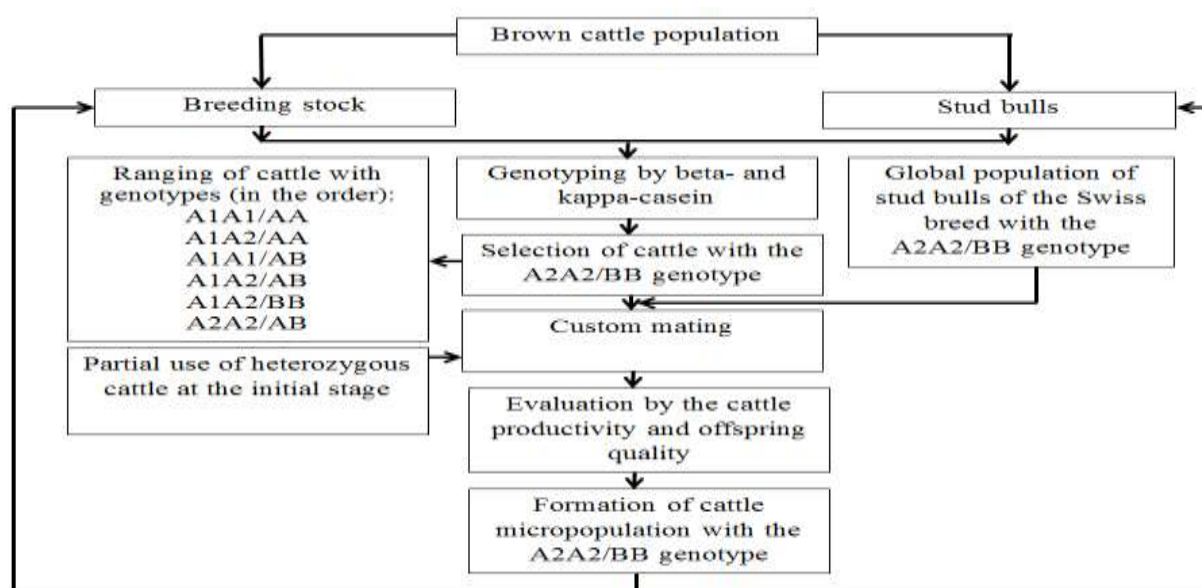 Brown cattle population
Breeding stock
Stud bulls
Ranging of cattle with
genotypes (in the order):
A1A1/AA
A1A2/AA
A1A1/AB
A1A2/AB
A1A2/BB
A2A2/AB
Genotyping by beta- and
kappa-casein
Global population of
stud bulls of the Swiss
breed with the
A2A2/BB genotype
Selection of cattle with the
A2A2/BB genotype
Custom mating
Partial use of heterozygous
cattle at the initial stage
Evaluation by the cattle
productivity and offspring
quality
Formation of cattle
micropopulation with the
A2A2/BB genotype